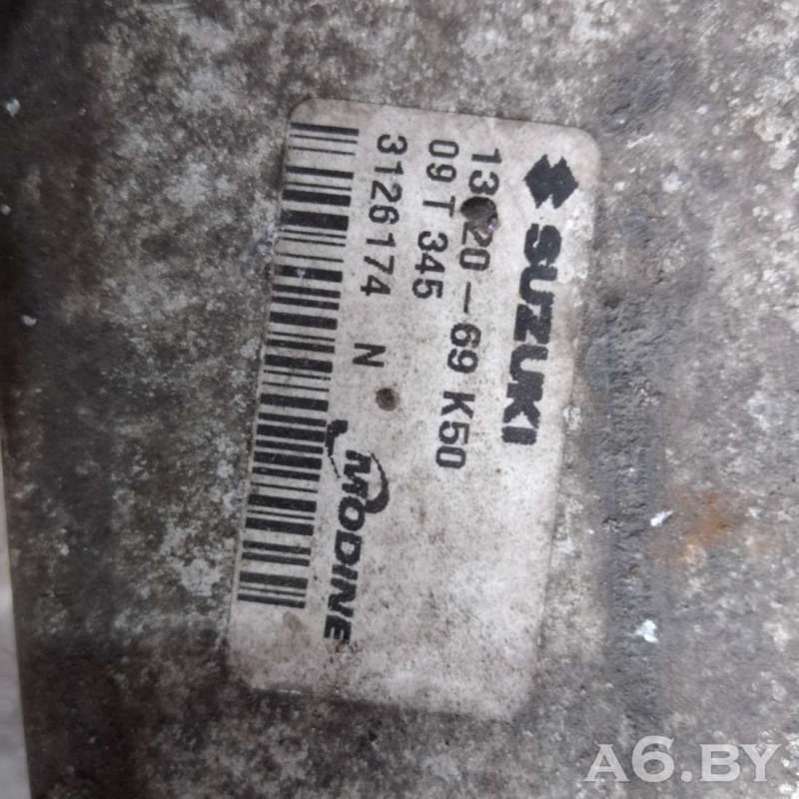 SUZUKI
— 69 K50
09 T 345
3126174 N
MODINE
A6.BY